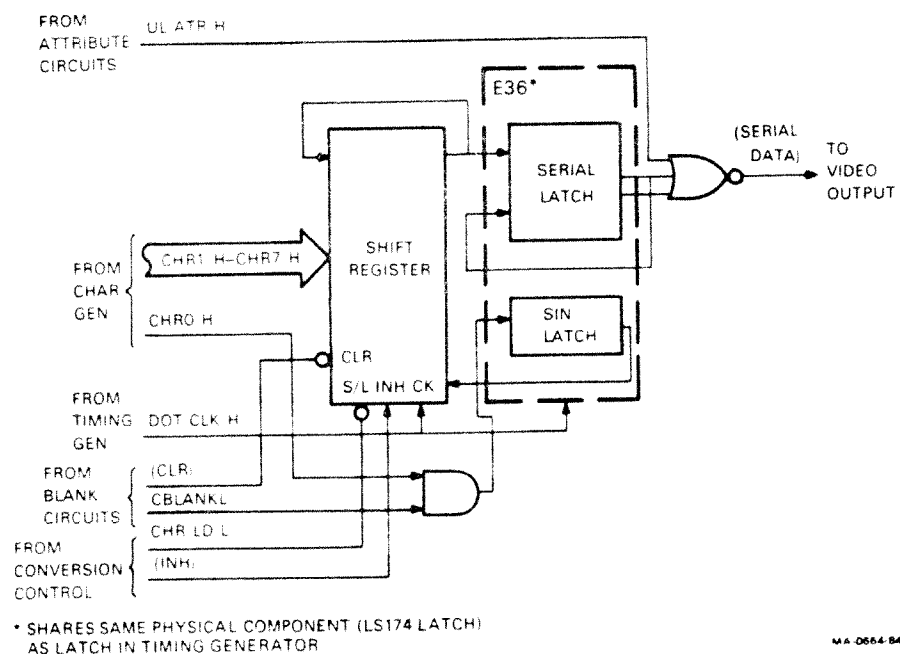 FROM
ATTRIBUTE
CIRCUITS
UL ATR H
E36*
SERIAL
LATCH
(SERIAL
DATA)
TO
VIDEO
OUTPUT
SHIFT
REGISTER
FROM
CHAR
GEN
CHR1 H-CHR7 H
CHR0 H
SIN
LATCH
CLR
S/L INH CK
FROM
TIMING
GEN
DOT CLK H
FROM
BLANK
CIRCUITS
(CLR)
CBLANKL
FROM
CONVERSION
CONTROL
CHR LD L
(INH)
* SHARES SAME PHYSICAL COMPONENT (LS174 LATCH)
AS LATCH IN TIMING GENERATOR
MA-0664-84